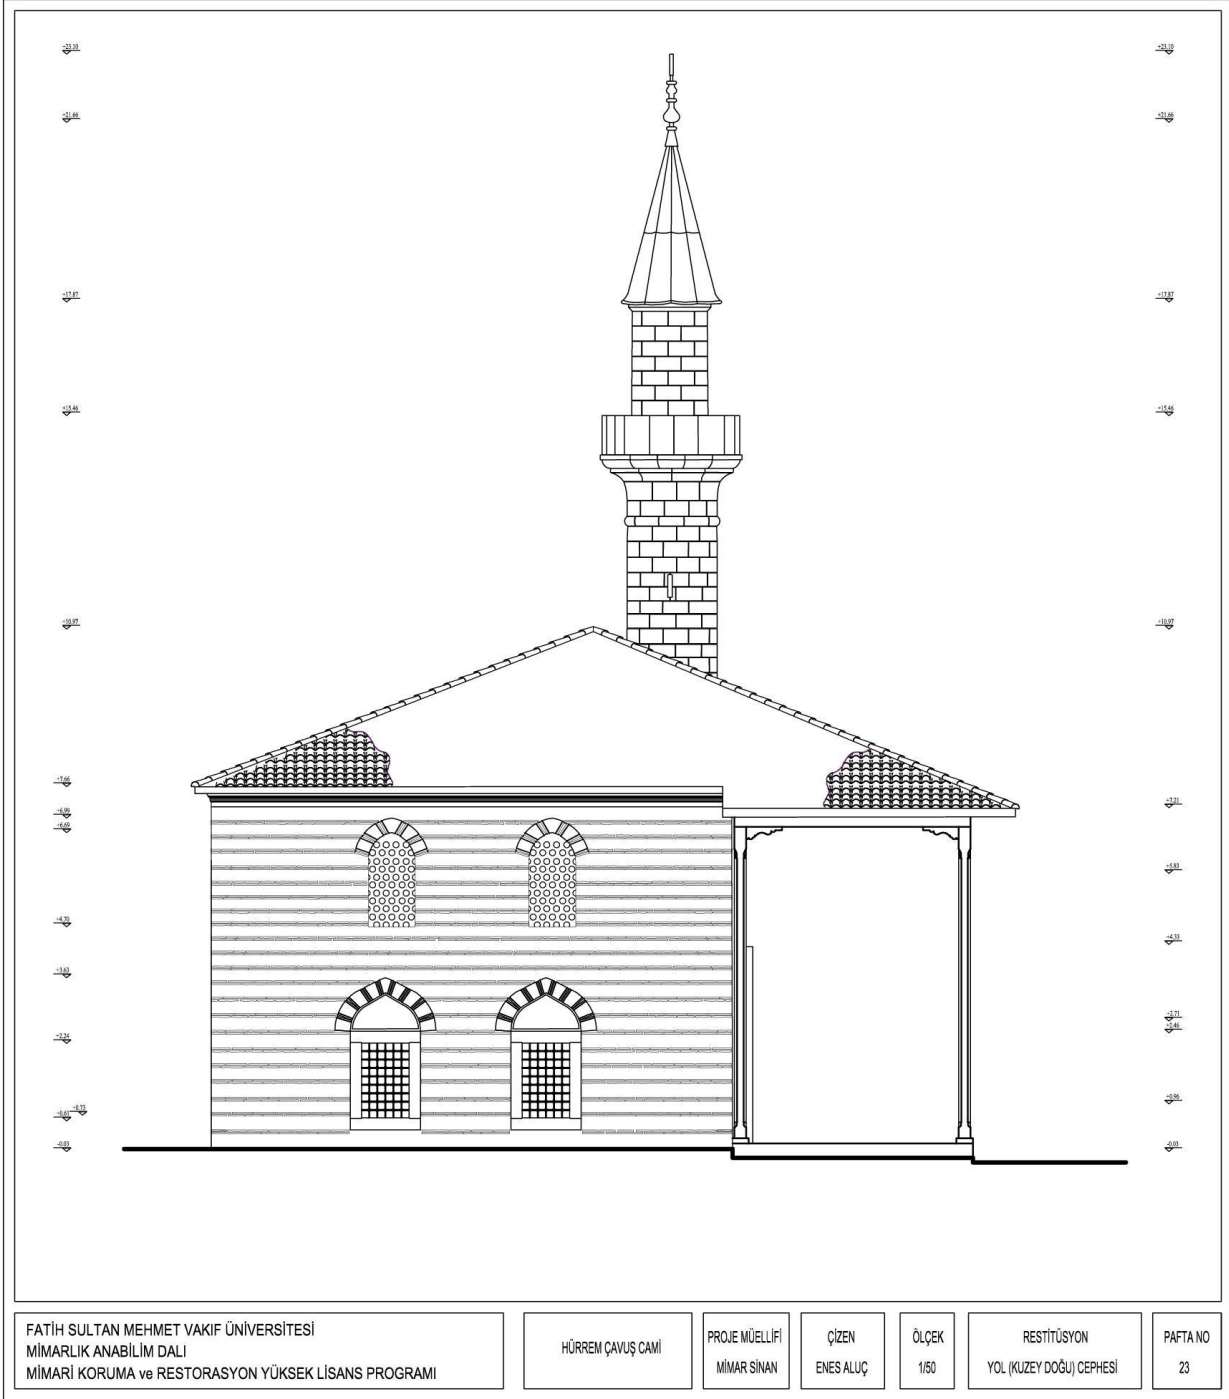 +23.10
+23.10
+21.66
+21.66
+17.87
+17.87
+15.46
+15.46
+10.97
+10.97
+7.66
+7.21
+6.99
+6.69
+5.83
+4.70
+4.33
+3.63
+2.71
+2.46
+2.24
+0.96
+0.73
+0.61
-0.03
-0.03
FATİH SULTAN MEHMET VAKIF ÜNİVERSİTESİ
MİMARLIK ANABİLİM DALI
MİMARİ KORUMA ve RESTORASYON YÜKSEK LİSANS PROGRAMI
HÜRREM ÇAVUŞ CAMİ
PROJE MÜELLİFİ
MİMAR SİNAN
ÇİZEN
ENES ALUÇ
ÖLÇEK
1/50
RESTİTÜSYON
YOL (KUZEY DOĞU) CEPHESİ
PAFTA NO
23